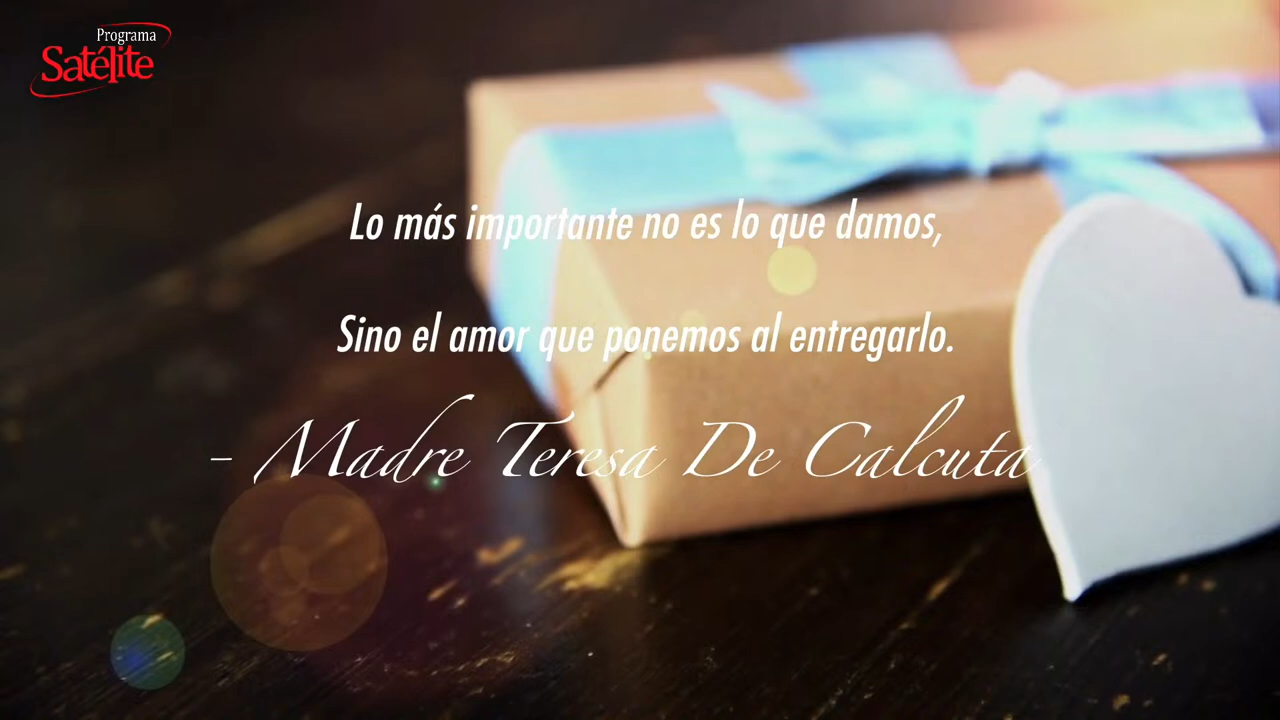 Programa
Satélite
Lo más importante no es lo que damos,
Sino el amor que ponemos al entregarlo.
- Madre Teresa De Calcuta